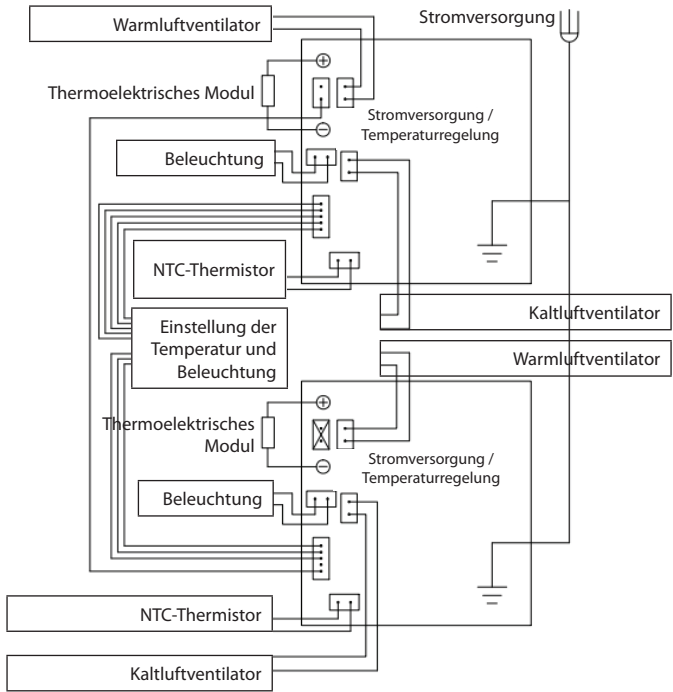 Warmluftventilator
Stromversorgung
Thermoelektrisches Modul
Stromversorgung /
Temperaturregelung
Beleuchtung
NTC-Thermistor
Kaltluftventilator
Einstellung der
Temperatur und
Beleuchtung
Warmluftventilator
Thermoelektrisches
Modul
Stromversorgung /
Temperaturregelung
Beleuchtung
NTC-Thermistor
Kaltluftventilator